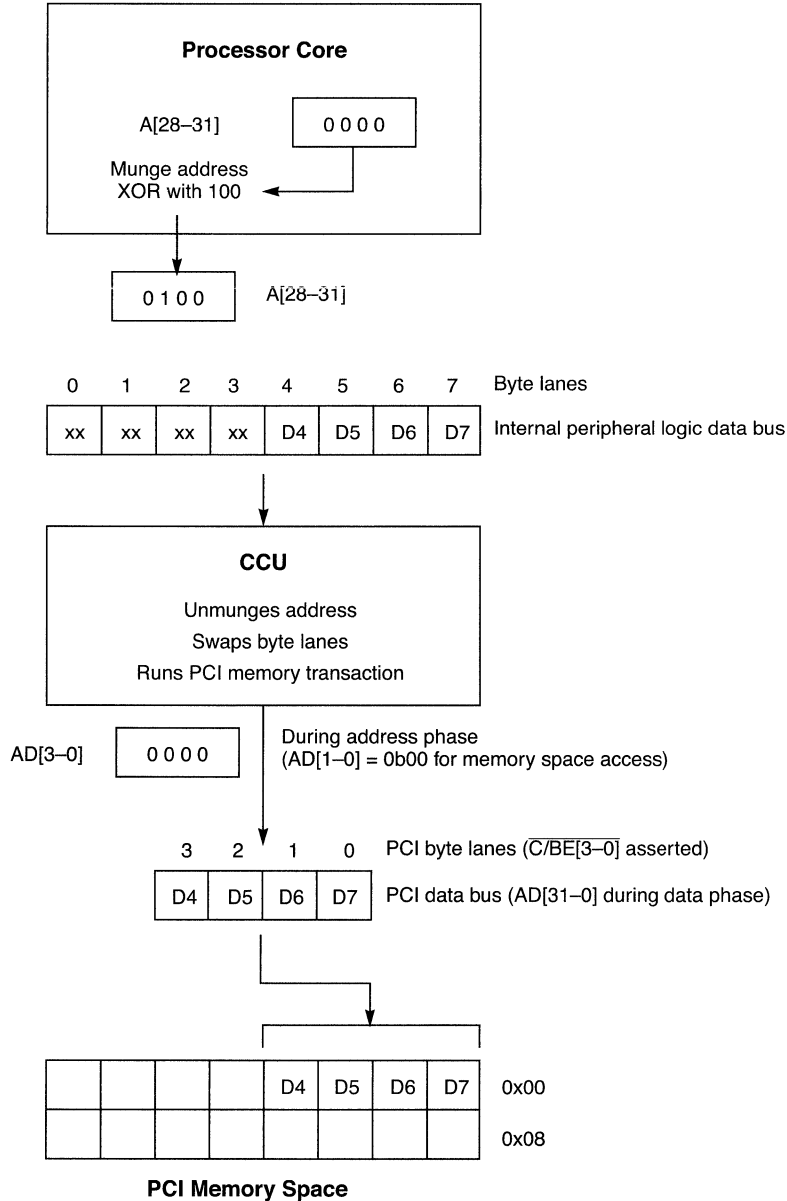 Processor Core
A[28–31]
0 0 0 0
Munge address
XOR with 100
0 1 0 0
A[28–31]
0 1 2 3 4 5 6 7 Byte lanes
xx xx xx xx D4 D5 D6 D7 Internal peripheral logic data bus
CCU
Unmunges address
Swaps byte lanes
Runs PCI memory transaction
AD[3–0]
0 0 0 0
During address phase
(AD[1–0] = 0b00 for memory space access)
3 2 1 0 PCI byte lanes (C/BE[3–0] asserted)
D4 D5 D6 D7 PCI data bus (AD[31–0] during data phase)
D4 D5 D6 D7 0x00
0x08
PCI Memory Space